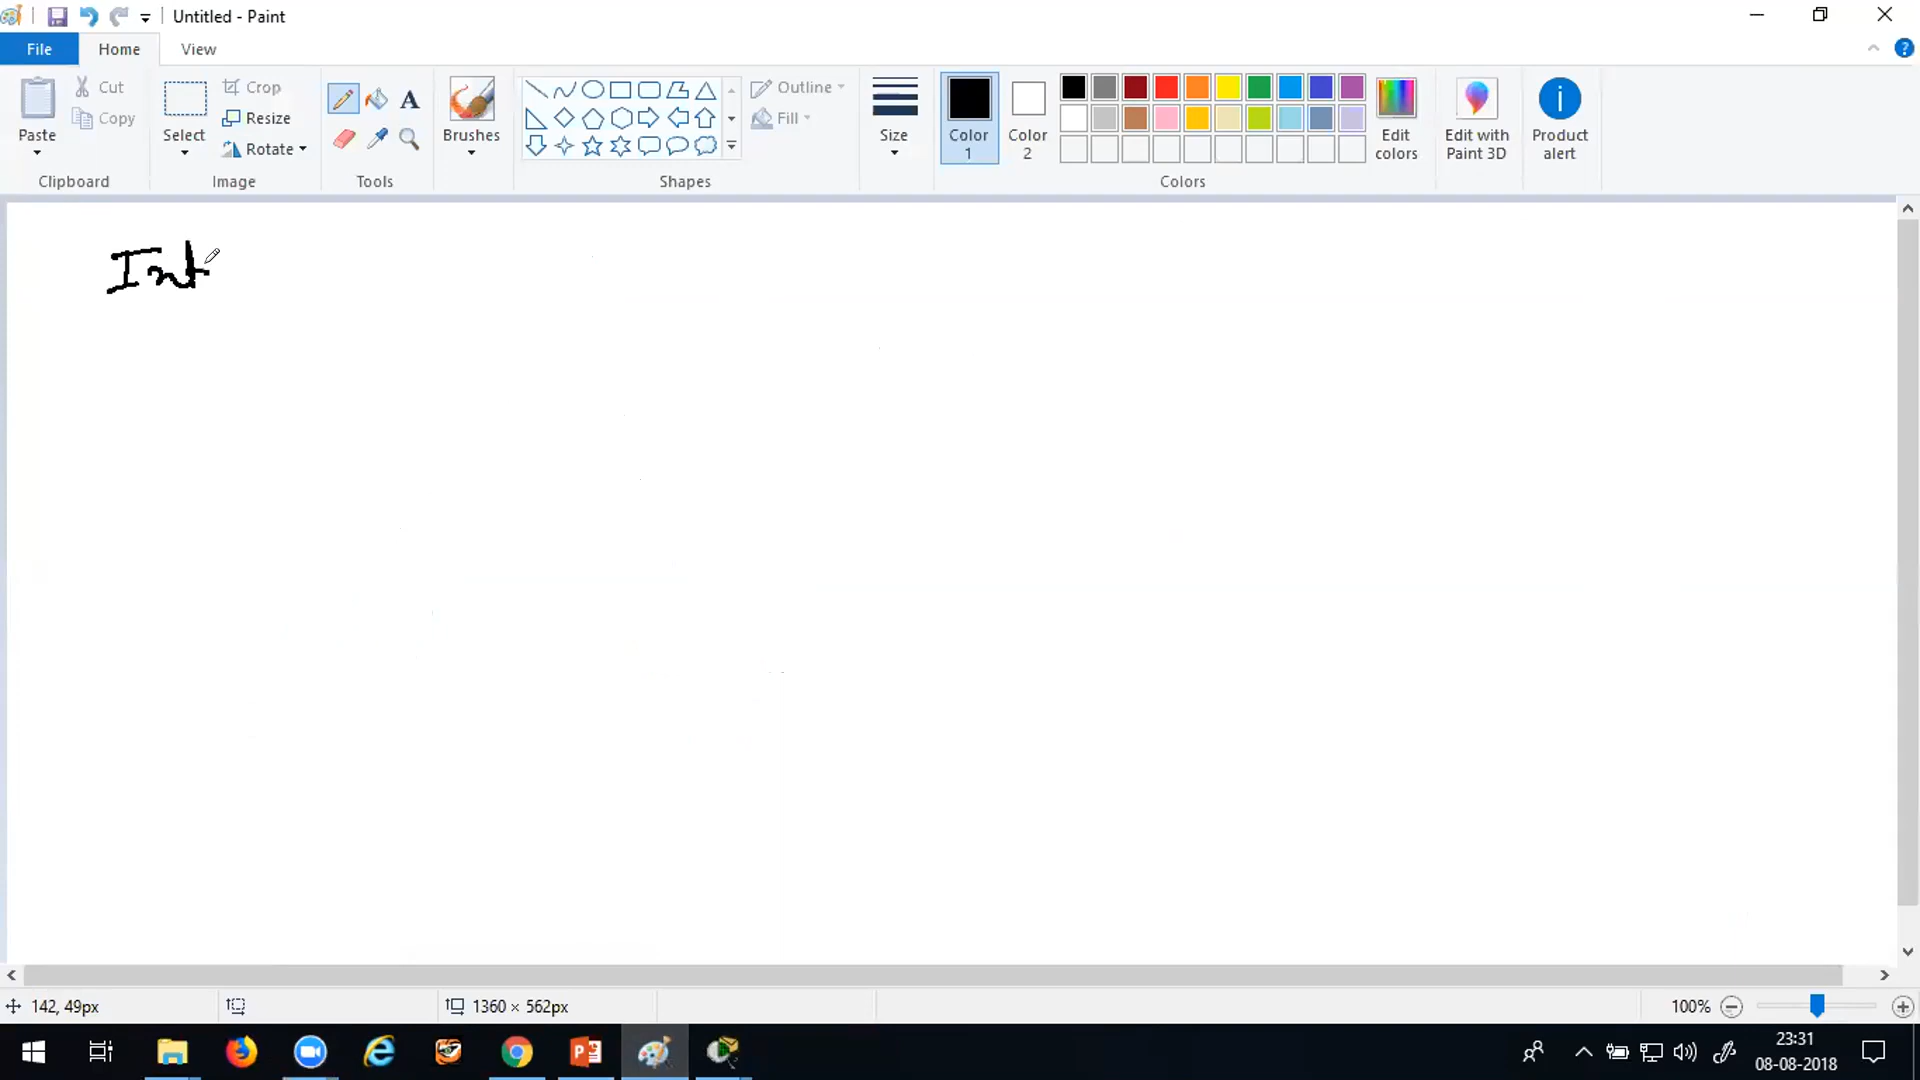 Untitled - Paint
File Home View
Paste
Cut
Copy
Clipboard
Select
Crop
Resize
Rotate
Image
Tools
Brushes
Shapes
Outline
Fill
Size
Color 1
Color 2
Colors
Edit colors
Edit with Paint 3D
Product alert
Int
142, 49px
1360 × 562px
100%
23:31
08-08-2018